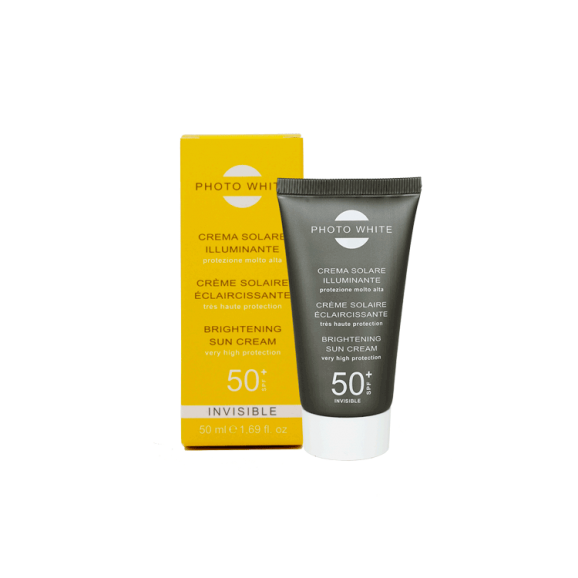 PHOTO WHITE
CREMA SOLARE
ILLUMINANTE
protezione molto alta
CRÈME SOLAIRE
ÉCLAIRCISSANTE
très haute protection
BRIGHTENING
SUN CREAM
very high protection
50+ SPF
INVISIBLE
50 ml e 1.69 fl. oz
PHOTO WHITE
CREMA SOLARE
ILLUMINANTE
protezione molto alta
CRÉME SOLAIRE
ÉCLAIRCISSANTE
très haute protection
BRIGHTENING
SUN CREAM
very high protection
50+ SPF
INVISIBLE